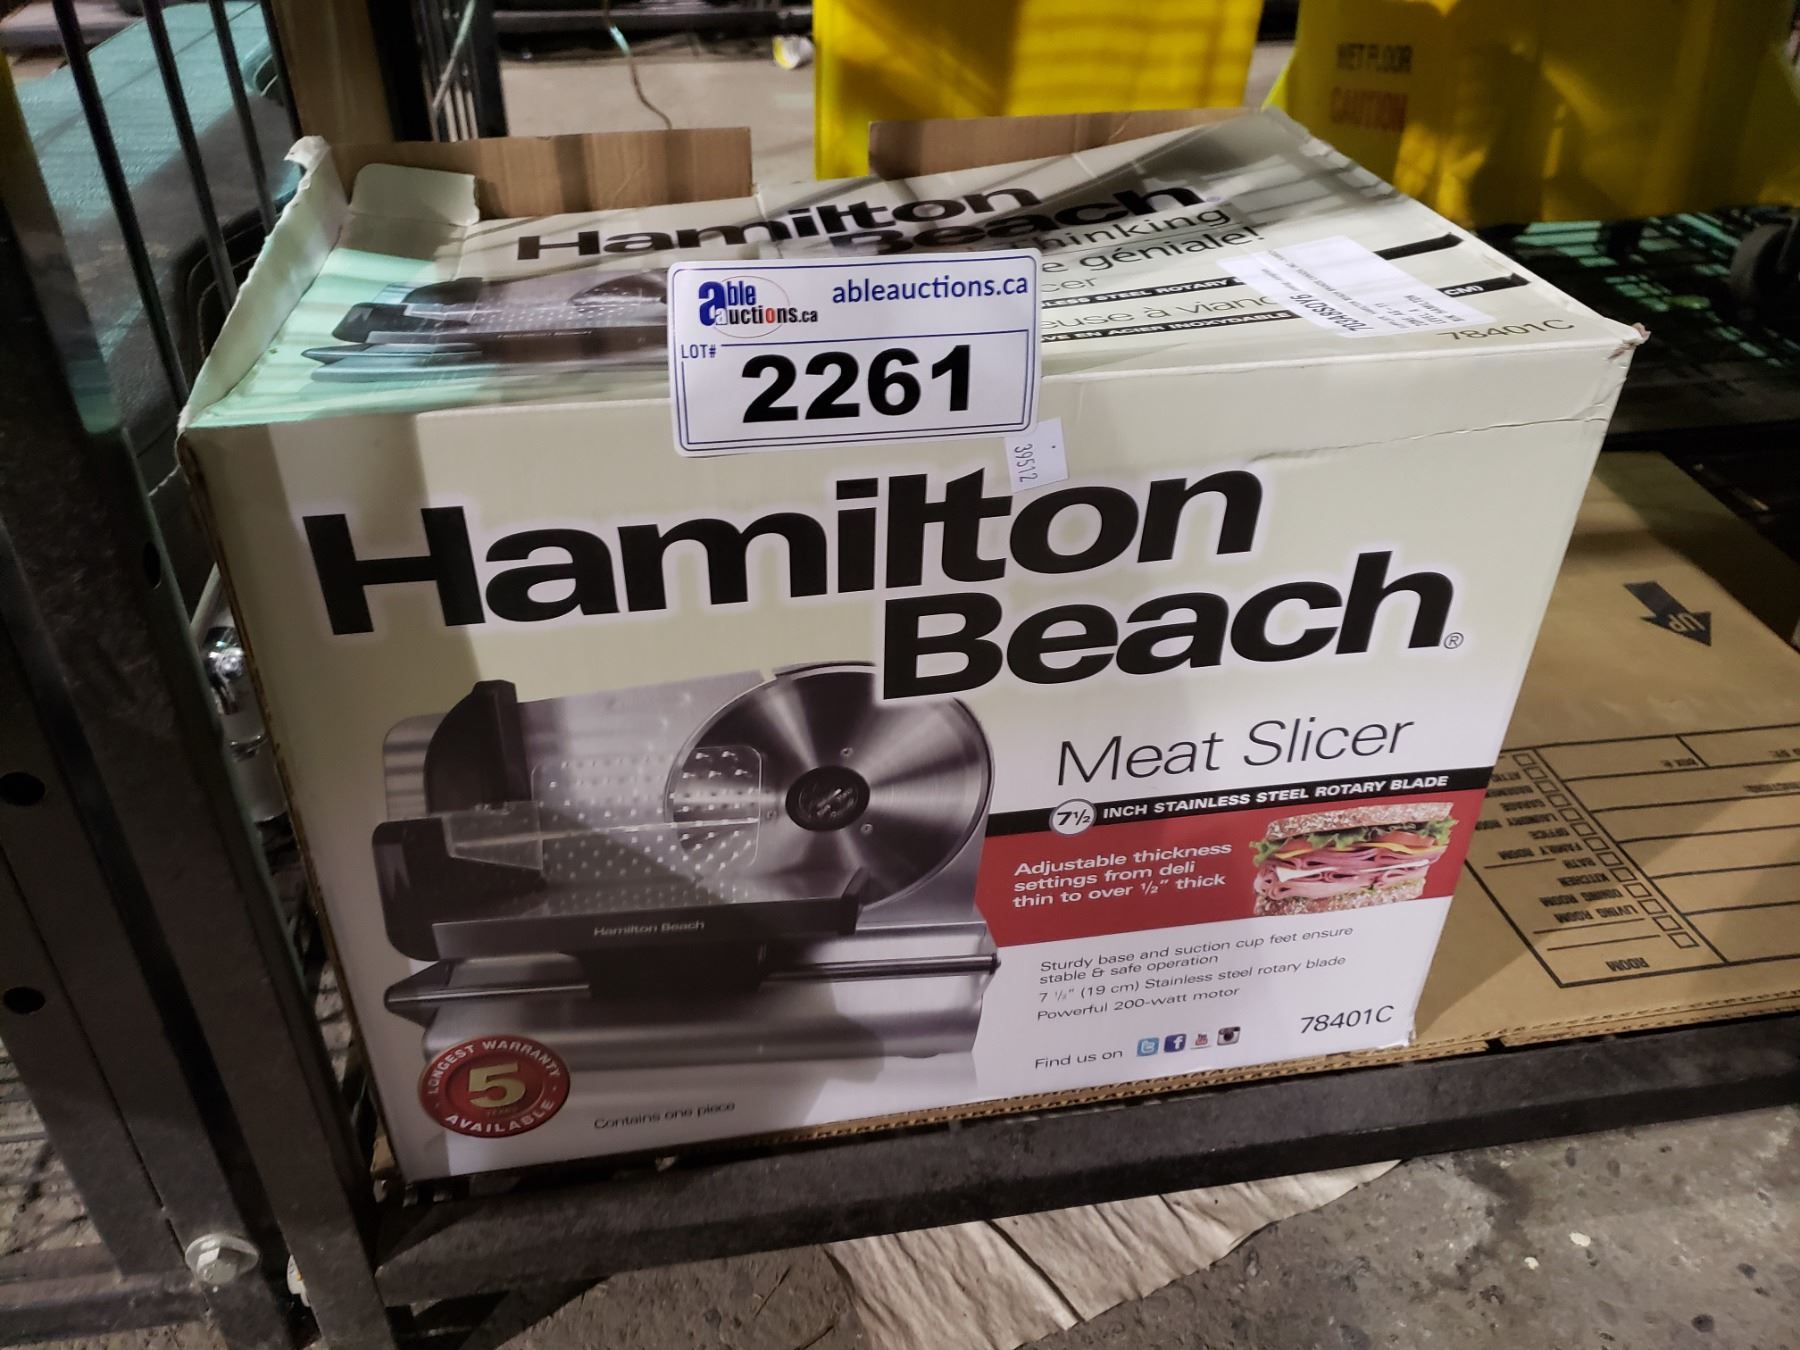 WET FLOOR
CAUTION
Hamilton
Beach
Thinking
géniale!
78401C
able
auctions.ca
ableauctions.ca
LOT#
2261
39512
Hamilton
Beach®
Meat Slicer
7½ INCH STAINLESS STEEL ROTARY BLADE
Adjustable thickness
settings from deli
thin to over ½" thick
Hamilton Beach
Sturdy base and suction cup feet ensure
stable & safe operation
7 ½" (19 cm) Stainless steel rotary blade
Powerful 200-watt motor
78401C
Find us on
LONGEST WARRANTY
5
YEARS
AVAILABLE
Contains one piece
UP
LAUNDRY ROOM
OFFICE
FAMILY ROOM
BATH
KITCHEN
DINING ROOM
LIVING ROOM
ROOM